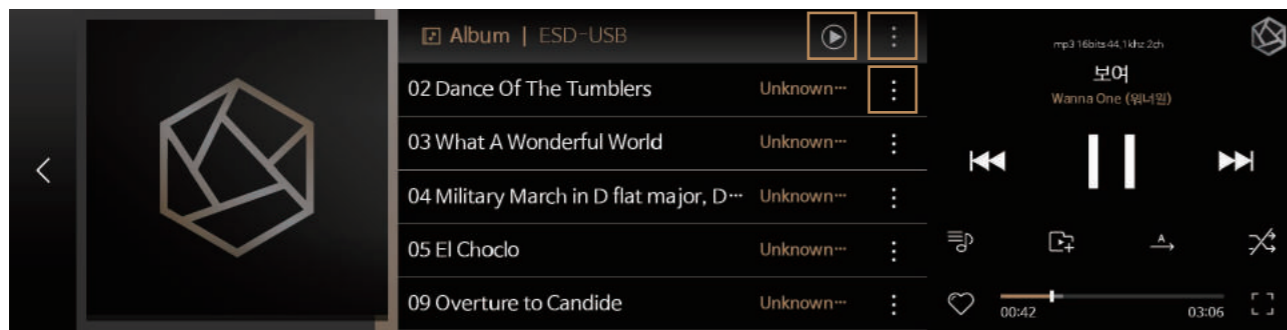 Album | ESD-USB
02 Dance Of The Tumblers Unknown···
03 What A Wonderful World Unknown···
04 Military March in D flat major, D··· Unknown···
05 El Choclo Unknown···
09 Overture to Candide Unknown···
mp3 16bits 44,1khz 2ch
보여
Wanna One (워너원)
A
00:42 03:06